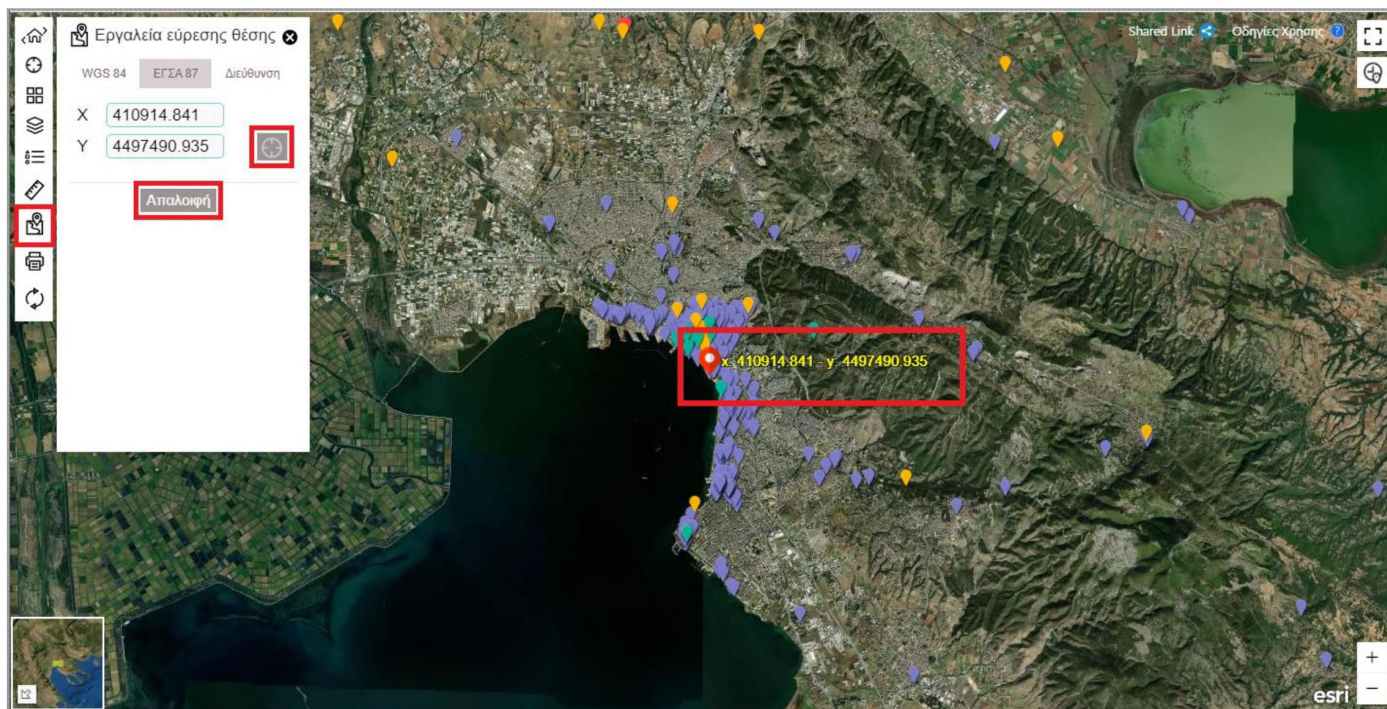 Εργαλεία εύρεσης θέσης
Shared Link
Οδηγίες Χρήσης
WGS 84
ΕΓΣΑ 87
Διεύθυνση
X 410914.841
Y 4497490.935
Απαλοιφή
x: 410914.841 - y: 4497490.935
esri